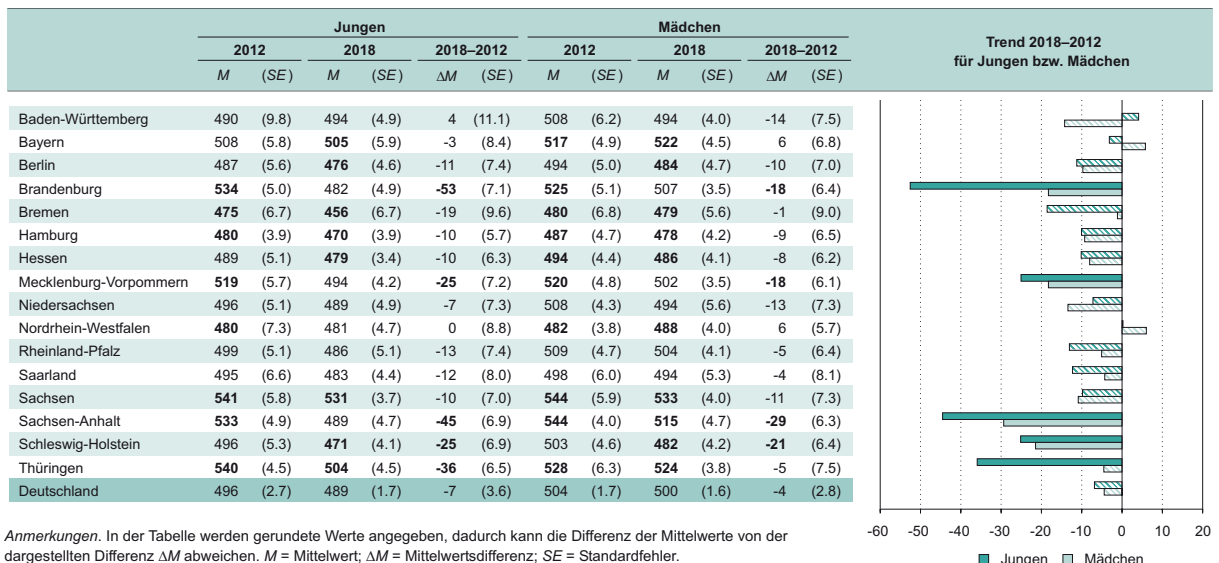 Jungen Mädchen
2012 2018 2018–2012 2012 2018 2018–2012
M (SE) M (SE) ΔM (SE) M (SE) M (SE) ΔM (SE)
Trend 2018–2012
für Jungen bzw. Mädchen
Baden-Württemberg 490 (9.8) 494 (4.9) 4 (11.1) 508 (6.2) 494 (4.0) -14 (7.5)
Bayern 508 (5.8) 505 (5.9) -3 (8.4) 517 (4.9) 522 (4.5) 6 (6.8)
Berlin 487 (5.6) 476 (4.6) -11 (7.4) 494 (5.0) 484 (4.7) -10 (7.0)
Brandenburg 534 (5.0) 482 (4.9) -53 (7.1) 525 (5.1) 507 (3.5) -18 (6.4)
Bremen 475 (6.7) 456 (6.7) -19 (9.6) 480 (6.8) 479 (5.6) -1 (9.0)
Hamburg 480 (3.9) 470 (3.9) -10 (5.7) 487 (4.7) 478 (4.2) -9 (6.5)
Hessen 489 (5.1) 479 (3.4) -10 (6.3) 494 (4.4) 486 (4.1) -8 (6.2)
Mecklenburg-Vorpommern 519 (5.7) 494 (4.2) -25 (7.2) 520 (4.8) 502 (3.5) -18 (6.1)
Niedersachsen 496 (5.1) 489 (4.9) -7 (7.3) 508 (4.3) 494 (5.6) -13 (7.3)
Nordrhein-Westfalen 480 (7.3) 481 (4.7) 0 (8.8) 482 (3.8) 488 (4.0) 6 (5.7)
Rheinland-Pfalz 499 (5.1) 486 (5.1) -13 (7.4) 509 (4.7) 504 (4.1) -5 (6.4)
Saarland 495 (6.6) 483 (4.4) -12 (8.0) 498 (6.0) 494 (5.3) -4 (8.1)
Sachsen 541 (5.8) 531 (3.7) -10 (7.0) 544 (5.9) 533 (4.0) -11 (7.3)
Sachsen-Anhalt 533 (4.9) 489 (4.7) -45 (6.9) 544 (4.0) 515 (4.7) -29 (6.3)
Schleswig-Holstein 496 (5.3) 471 (4.1) -25 (6.9) 503 (4.6) 482 (4.2) -21 (6.4)
Thüringen 540 (4.5) 504 (4.5) -36 (6.5) 528 (6.3) 524 (3.8) -5 (7.5)
Deutschland 496 (2.7) 489 (1.7) -7 (3.6) 504 (1.7) 500 (1.6) -4 (2.8)
-60 -50 -40 -30 -20 -10 0 10 20
Jungen Mädchen
Anmerkungen. In der Tabelle werden gerundete Werte angegeben, dadurch kann die Differenz der Mittelwerte von der
dargestellten Differenz ΔM abweichen. M = Mittelwert; ΔM = Mittelwertsdifferenz; SE = Standardfehler.